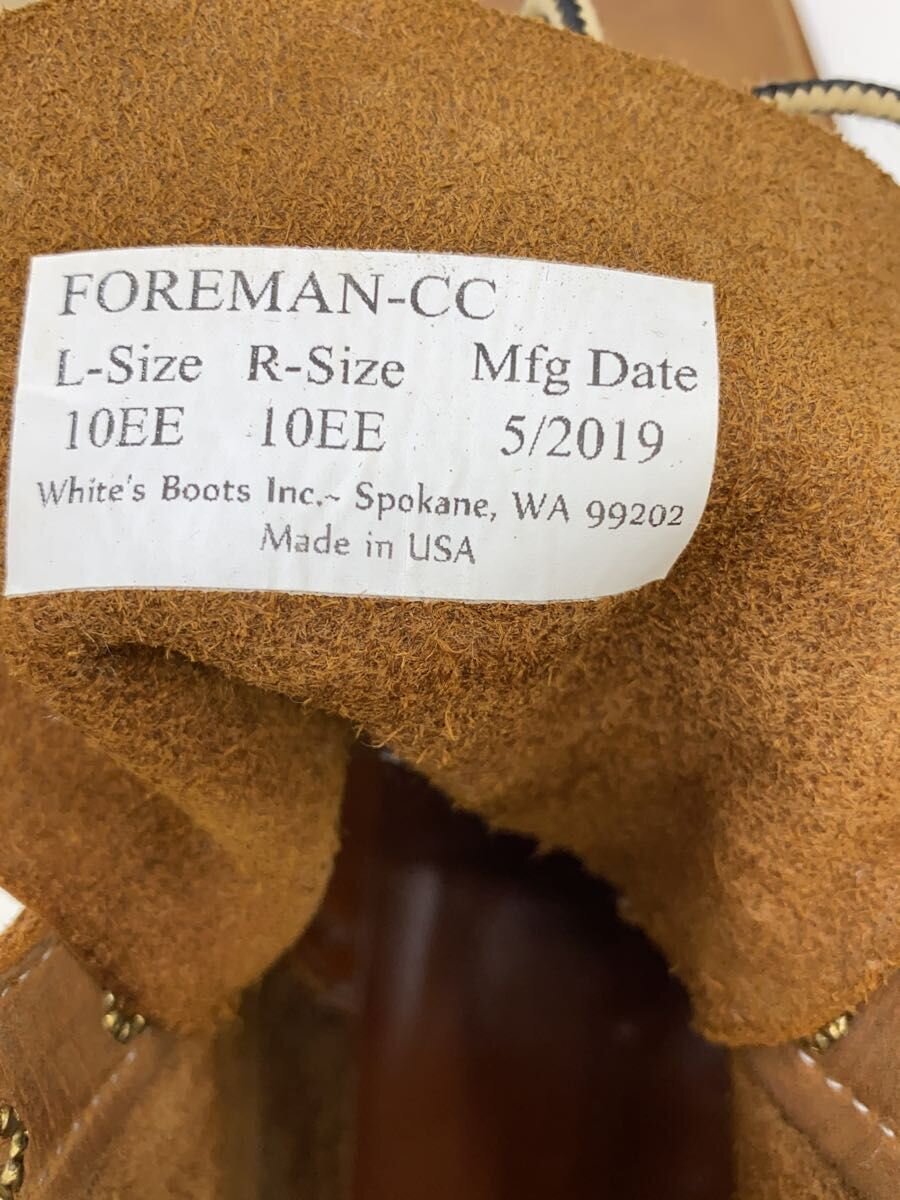 FOREMAN-CC
L-Size R-Size Mfg Date
10EE 10EE 5/2019
White's Boots Inc.~ Spokane, WA 99202
Made in USA